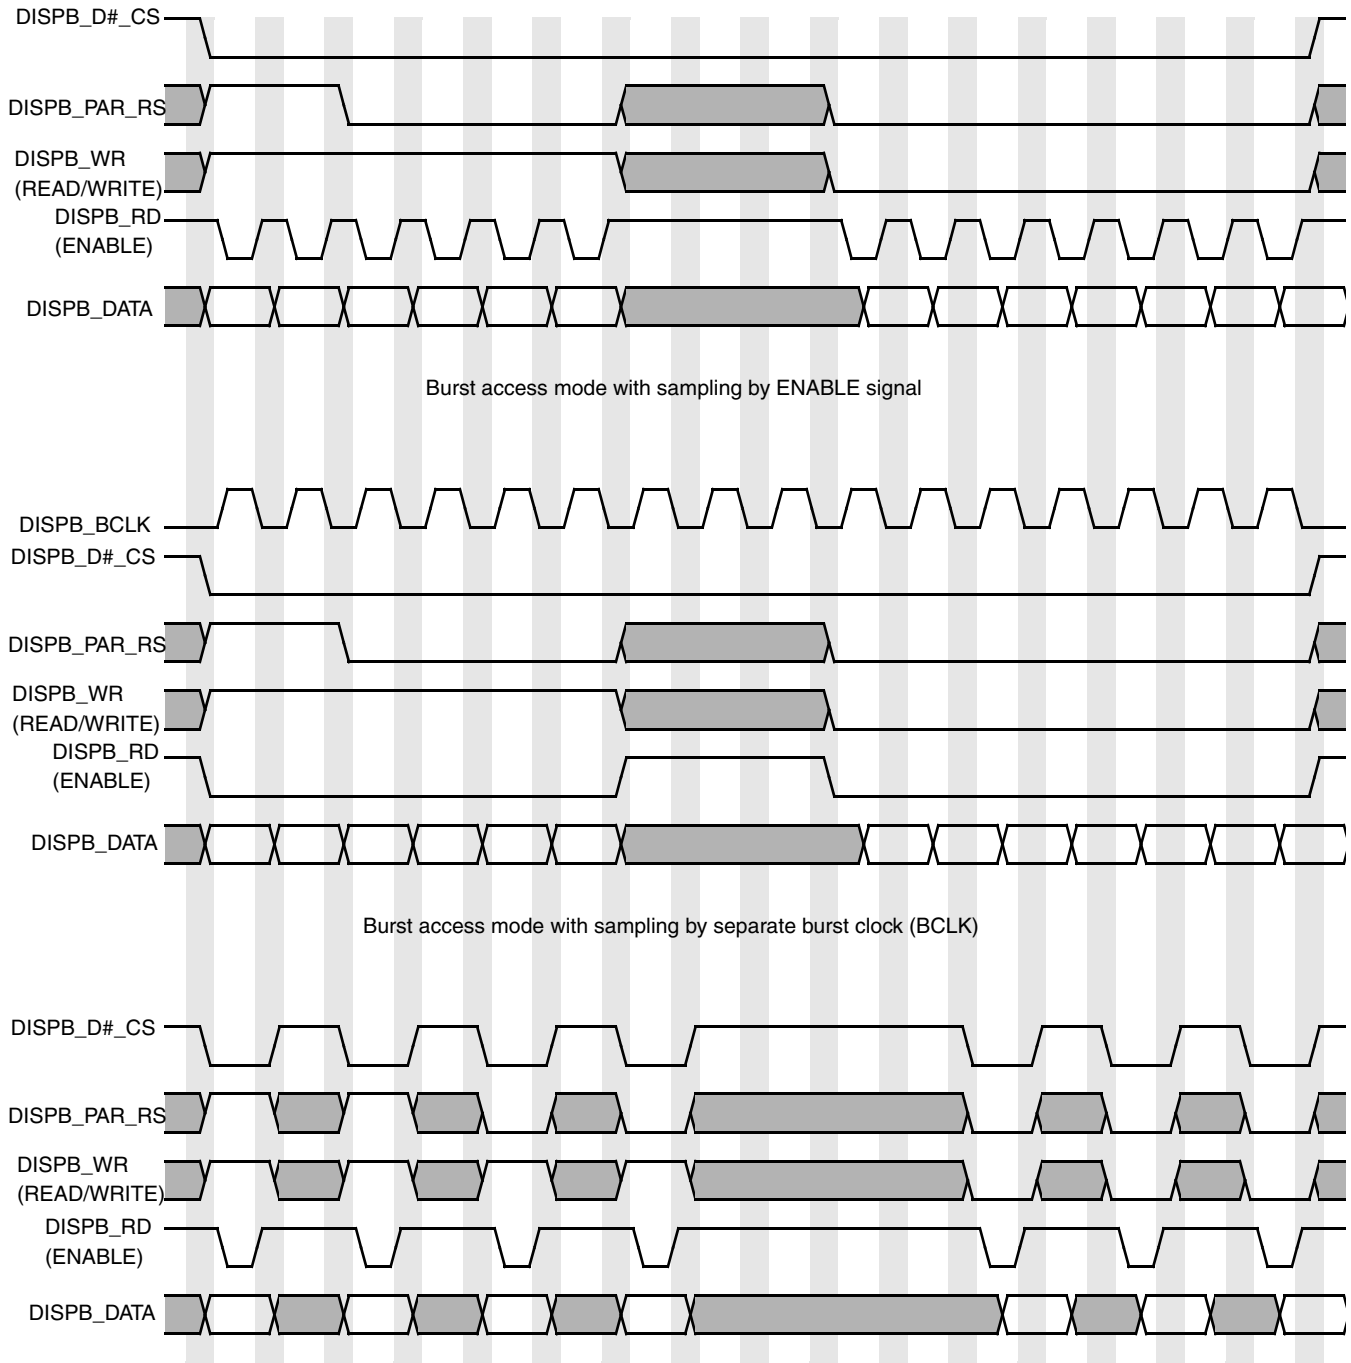 DISPB_D#_CS
DISPB_PAR_RS
DISPB_WR
(READ/WRITE)
DISPB_RD
(ENABLE)
DISPB_DATA
Burst access mode with sampling by ENABLE signal
DISPB_BCLK
DISPB_D#_CS
DISPB_PAR_RS
DISPB_WR
(READ/WRITE)
DISPB_RD
(ENABLE)
DISPB_DATA
Burst access mode with sampling by separate burst clock (BCLK)
DISPB_D#_CS
DISPB_PAR_RS
DISPB_WR
(READ/WRITE)
DISPB_RD
(ENABLE)
DISPB_DATA